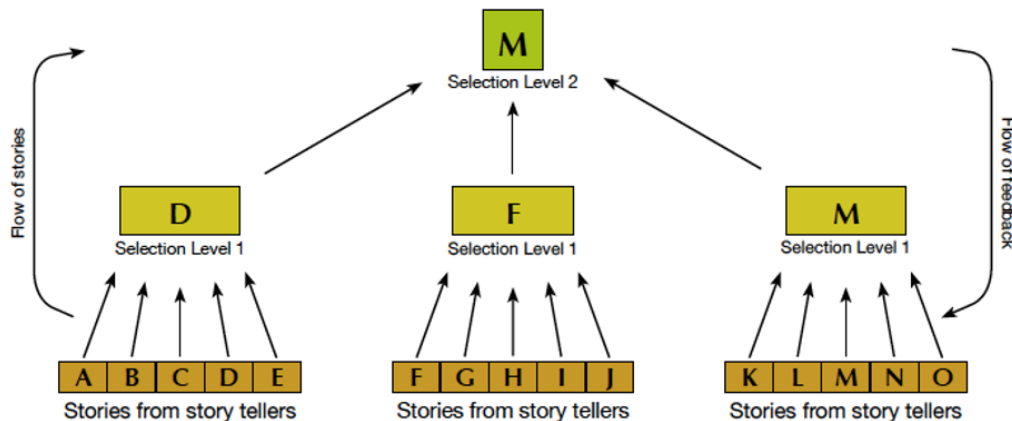 M
Selection Level 2
Flow of stories
Flow of feedback
D
F
M
Selection Level 1
Selection Level 1
Selection Level 1
A B C D E
F G H I J
K L M N O
Stories from story tellers
Stories from story tellers
Stories from story tellers